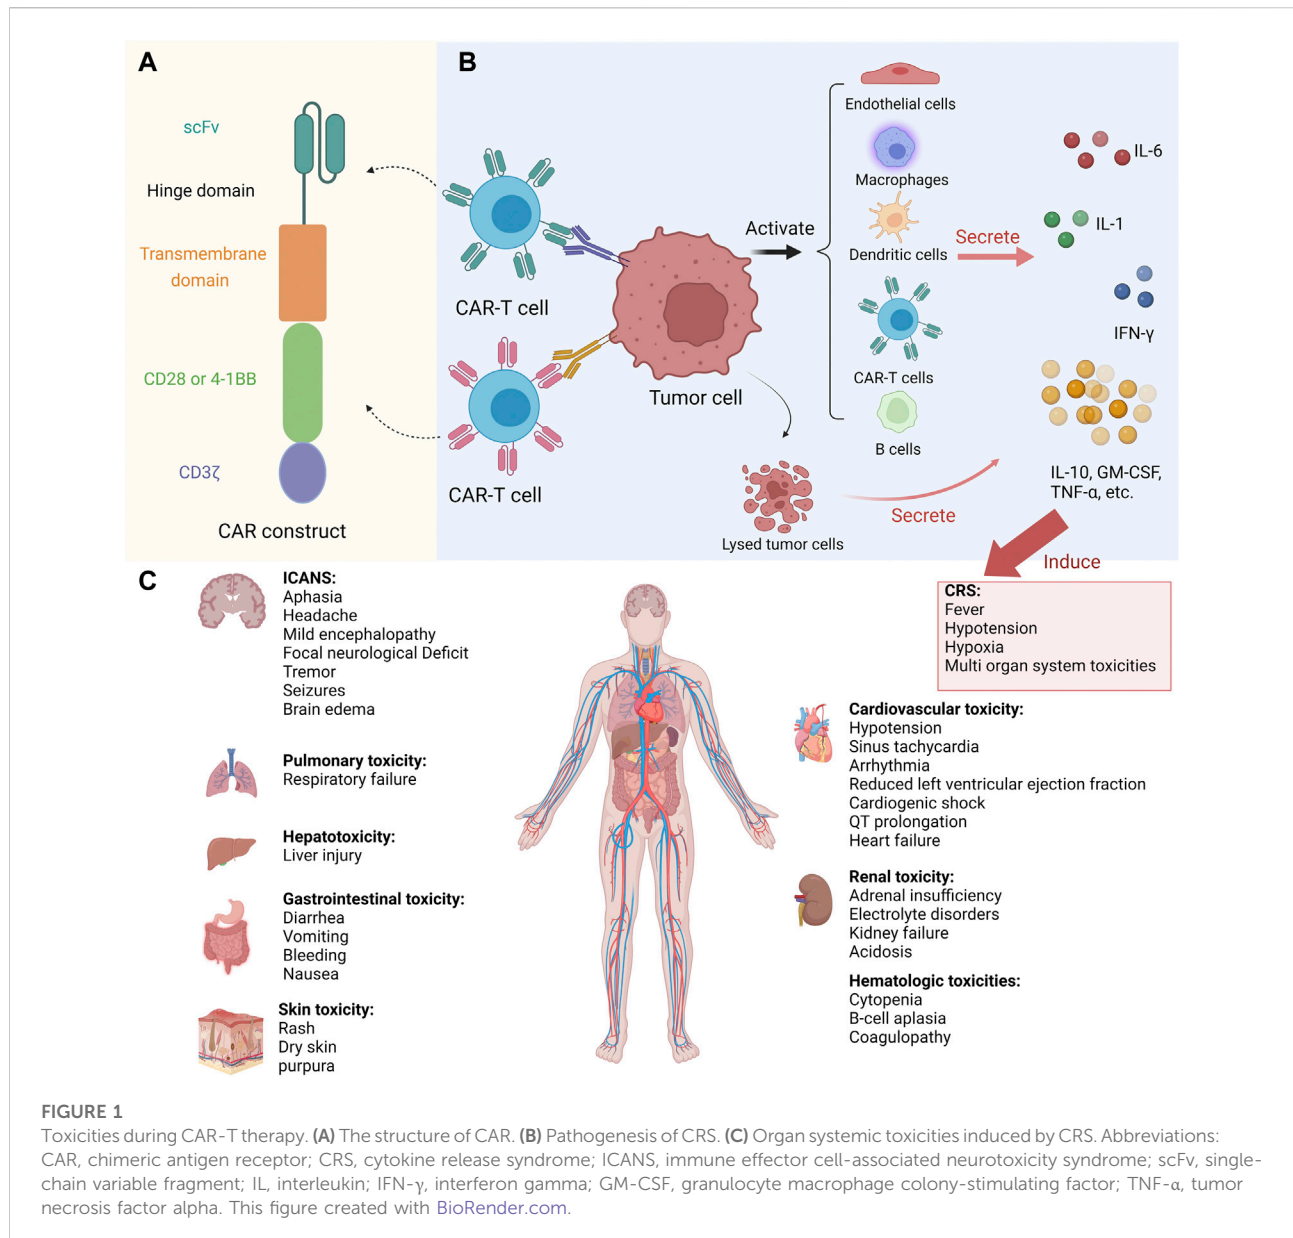 A
scFv
Hinge domain
Transmembrane
domain
CD28 or 4-1BB
CD3ζ
CAR construct
B
CAR-T cell
CAR-T cell
Tumor cell
Activate
Endothelial cells
Macrophages
Dendritic cells
CAR-T cells
B cells
Secrete
IL-6
IL-1
IFN-γ
IL-10, GM-CSF,
TNF-α, etc.
Lysed tumor cells
Secrete
Induce
CRS:
Fever
Hypotension
Hypoxia
Multi organ system toxicities
C
ICANS:
Aphasia
Headache
Mild encephalopathy
Focal neurological Deficit
Tremor
Seizures
Brain edema
Pulmonary toxicity:
Respiratory failure
Hepatotoxicity:
Liver injury
Gastrointestinal toxicity:
Diarrhea
Vomiting
Bleeding
Nausea
Skin toxicity:
Rash
Dry skin
purpura
Cardiovascular toxicity:
Hypotension
Sinus tachycardia
Arrhythmia
Reduced left ventricular ejection fraction
Cardiogenic shock
QT prolongation
Heart failure
Renal toxicity:
Adrenal insufficiency
Electrolyte disorders
Kidney failure
Acidosis
Hematologic toxicities:
Cytopenia
B-cell aplasia
Coagulopathy
FIGURE 1
Toxicities during CAR-T therapy. (A) The structure of CAR. (B) Pathogenesis of CRS. (C) Organ systemic toxicities induced by CRS. Abbreviations:
CAR, chimeric antigen receptor; CRS, cytokine release syndrome; ICANS, immune effector cell-associated neurotoxicity syndrome; scFv, single-
chain variable fragment; IL, interleukin; IFN-γ, interferon gamma; GM-CSF, granulocyte macrophage colony-stimulating factor; TNF-α, tumor
necrosis factor alpha. This figure created with BioRender.com.